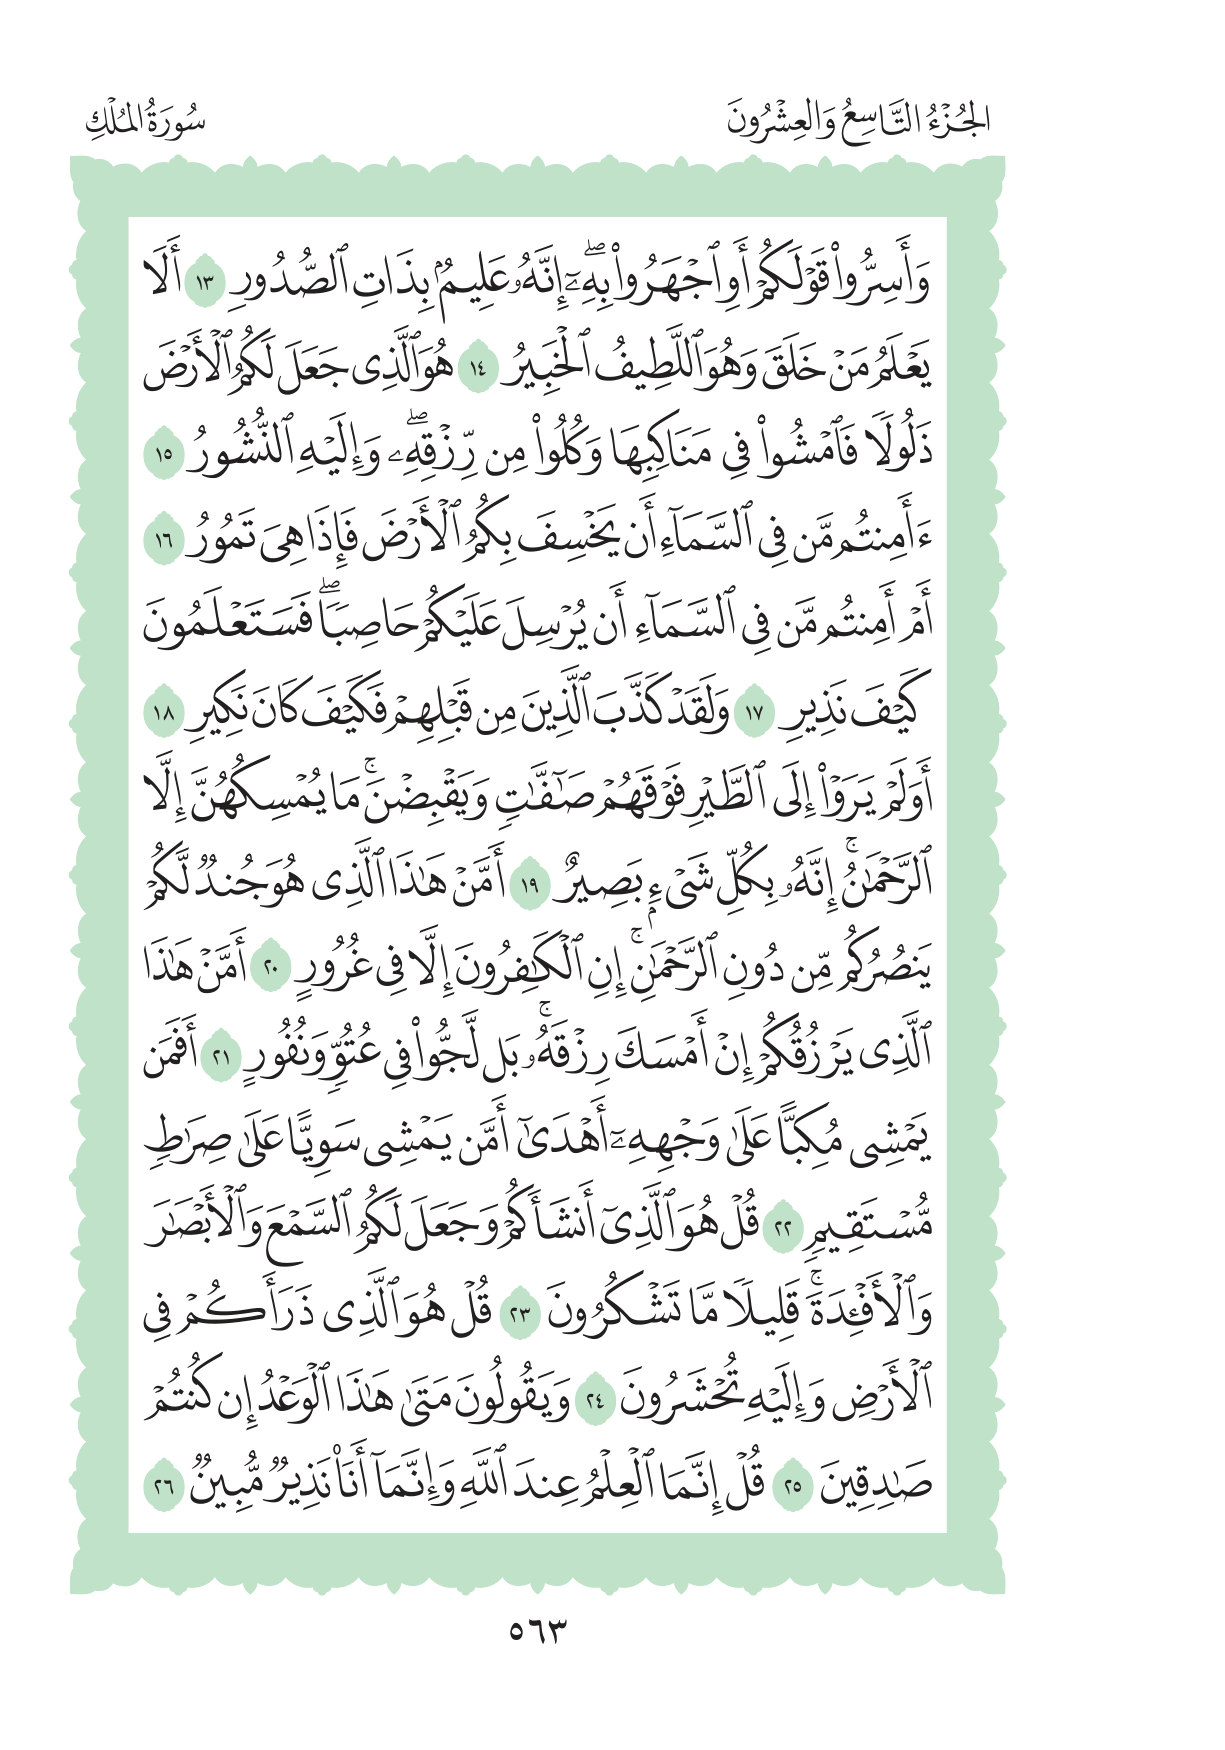 الجُزْءُ التَّاسِعُ وَالعِشْرُونَ
سُورَةُ المُلْكِ
وَأَسِرُّواْ قَوْلَكُمْ أَوِ ٱجْهَرُواْ بِهِۦٓۖ إِنَّهُۥ عَلِيمُۢ بِذَاتِ ٱلصُّدُورِ ١٣ أَلَا
يَعْلَمُ مَنْ خَلَقَ وَهُوَ ٱللَّطِيفُ ٱلْخَبِيرُ ١٤ هُوَ ٱلَّذِى جَعَلَ لَكُمُ ٱلْأَرْضَ
ذَلُولًا فَٱمْشُواْ فِى مَنَاكِبِهَا وَكُلُواْ مِن رِّزْقِهِۦۖ وَإِلَيْهِ ٱلنُّشُورُ ١٥
ءَأَمِنتُم مَّن فِى ٱلسَّمَآءِ أَن يَخْسِفَ بِكُمُ ٱلْأَرْضَ فَإِذَا هِىَ تَمُورُ ١٦
أَمْ أَمِنتُم مَّن فِى ٱلسَّمَآءِ أَن يُرْسِلَ عَلَيْكُمْ حَاصِبًاۖ فَسَتَعْلَمُونَ
كَيْفَ نَذِيرِ ١٧ وَلَقَدْ كَذَّبَ ٱلَّذِينَ مِن قَبْلِهِمْ فَكَيْفَ كَانَ نَكِيرِ ١٨
أَوَلَمْ يَرَوْاْ إِلَى ٱلطَّيْرِ فَوْقَهُمْ صَٰٓفَّٰتٍ وَيَقْبِضْنَۚ مَا يُمْسِكُهُنَّ إِلَّا
ٱلرَّحْمَٰنُۚ إِنَّهُۥ بِكُلِّ شَىْءٍۭ بَصِيرٌ ١٩ أَمَّنْ هَٰذَا ٱلَّذِى هُوَ جُندٌ لَّكُمْ
يَنصُرُكُم مِّن دُونِ ٱلرَّحْمَٰنِۚ إِنِ ٱلْكَٰفِرُونَ إِلَّا فِى غُرُورٍ ٢٠ أَمَّنْ هَٰذَا
ٱلَّذِى يَرْزُقُكُمْ إِنْ أَمْسَكَ رِزْقَهُۥۚ بَل لَّجُّواْ فِى عُتُوٍّ وَنُفُورٍ ٢١ أَفَمَن
يَمْشِى مُكِبًّا عَلَىٰ وَجْهِهِۦٓ أَهْدَىٰٓ أَمَّن يَمْشِى سَوِيًّا عَلَىٰ صِرَٰطٍ
مُّسْتَقِيمٍ ٢٢ قُلْ هُوَ ٱلَّذِىٓ أَنشَأَكُمْ وَجَعَلَ لَكُمُ ٱلسَّمْعَ وَٱلْأَبْصَٰرَ
وَٱلْأَفْـِٔدَةَۚ قَلِيلًا مَّا تَشْكُرُونَ ٢٣ قُلْ هُوَ ٱلَّذِى ذَرَأَكُمْ فِى
ٱلْأَرْضِ وَإِلَيْهِ تُحْشَرُونَ ٢٤ وَيَقُولُونَ مَتَىٰ هَٰذَا ٱلْوَعْدُ إِن كُنتُمْ
صَٰدِقِينَ ٢٥ قُلْ إِنَّمَا ٱلْعِلْمُ عِندَ ٱللَّهِ وَإِنَّمَآ أَنَا۠ نَذِيرٌ مُّبِينٌ ٢٦
٥٦٣